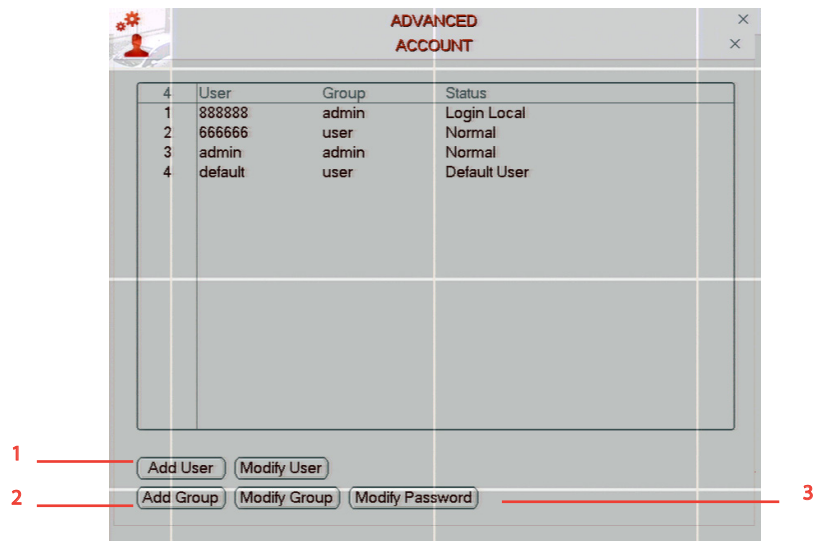 ADVANCED
ACCOUNT
4 User Group Status
1 888888 admin Login Local
2 666666 user Normal
3 admin admin Normal
4 default user Default User
1
Add User Modify User
2
Add Group Modify Group Modify Password
3